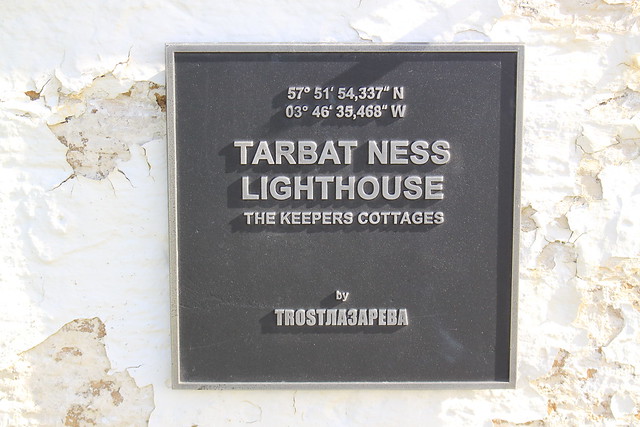 57° 51' 54,337" N
03° 46' 35,468" W
TARBAT NESS
LIGHTHOUSE
THE KEEPERS COTTAGES
by
TROSTЛАЗАРЕВА